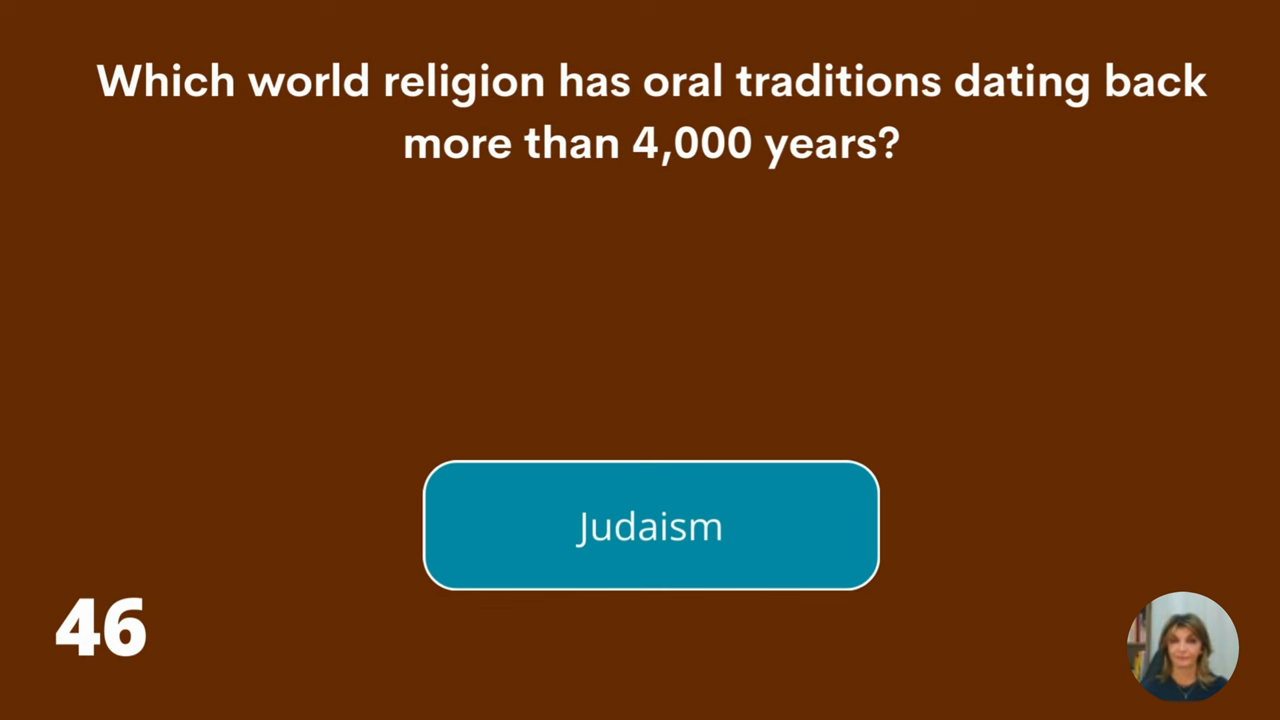 Which world religion has oral traditions dating back
more than 4,000 years?
Judaism
46